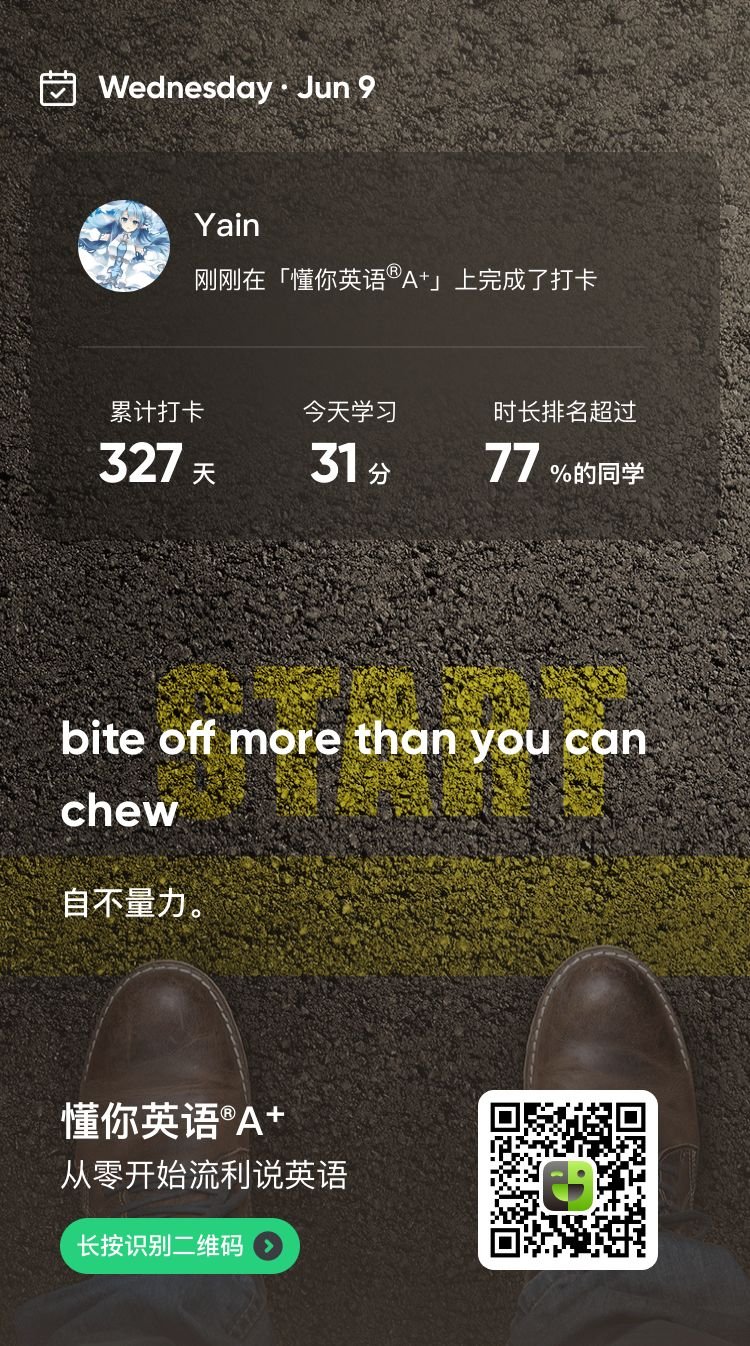 Wednesday · Jun 9
Yain
刚刚在「懂你英语®A⁺」上完成了打卡
累计打卡 今天学习 时长排名超过
327 天 31 分 77 %的同学
START
bite off more than you can
chew
自不量力。
懂你英语®A⁺
从零开始流利说英语
长按识别二维码